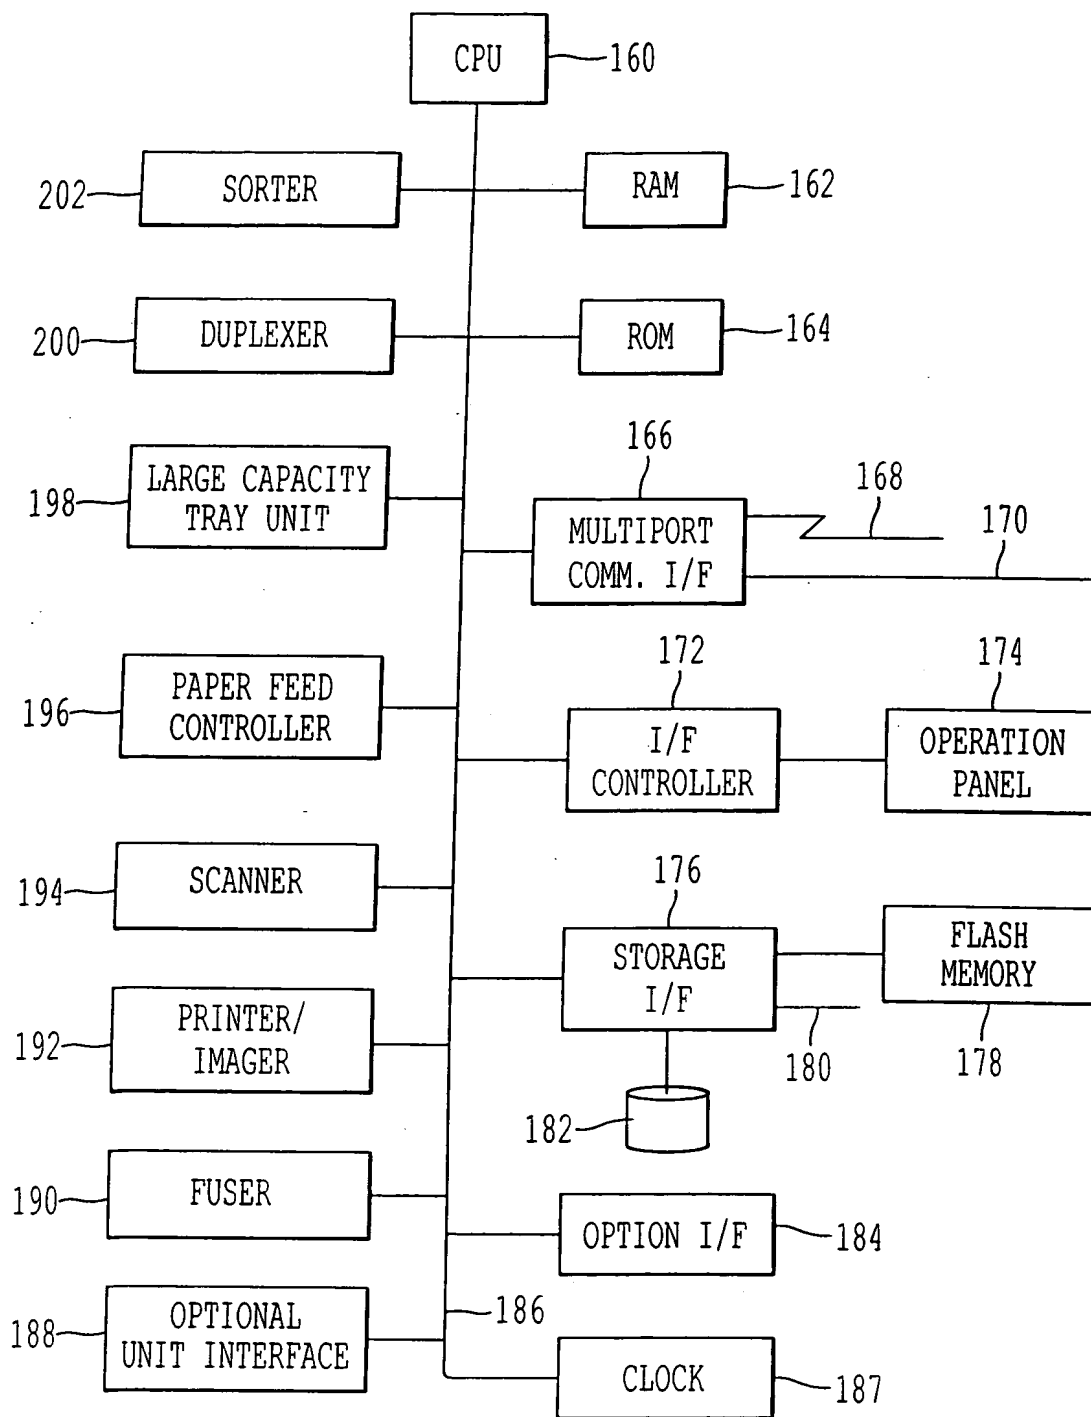 CPU
160
202
SORTER
RAM
162
200
DUPLEXER
ROM
164
198
LARGE CAPACITY
TRAY UNIT
166
MULTIPORT
COMM. I/F
168
170
196
PAPER FEED
CONTROLLER
172
I/F
CONTROLLER
174
OPERATION
PANEL
194
SCANNER
176
STORAGE
I/F
FLASH
MEMORY
178
180
192
PRINTER/
IMAGER
182
190
FUSER
OPTION I/F
184
186
188
OPTIONAL
UNIT INTERFACE
CLOCK
187